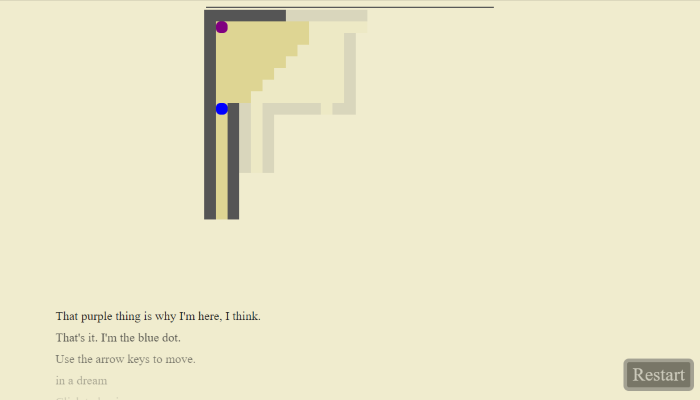 That purple thing is why I'm here, I think.
That's it. I'm the blue dot.
Use the arrow keys to move.
in a dream
Restart